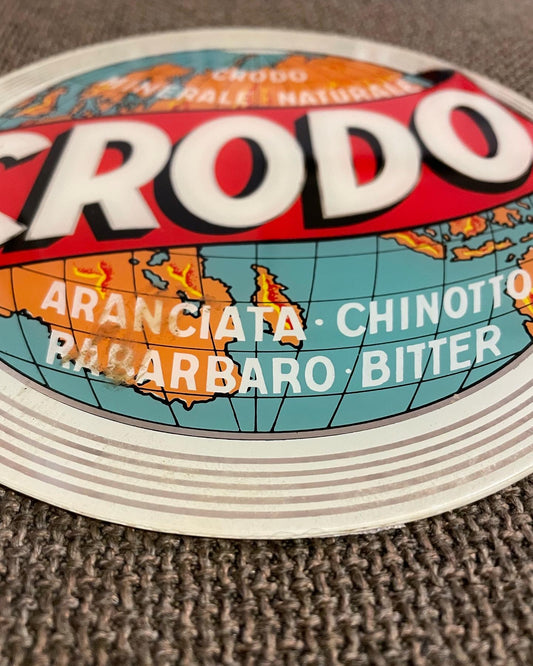 CRODO
MINERALE NATURALE
CRODO
ARANCIATA · CHINOTTO
RABARBARO · BITTER